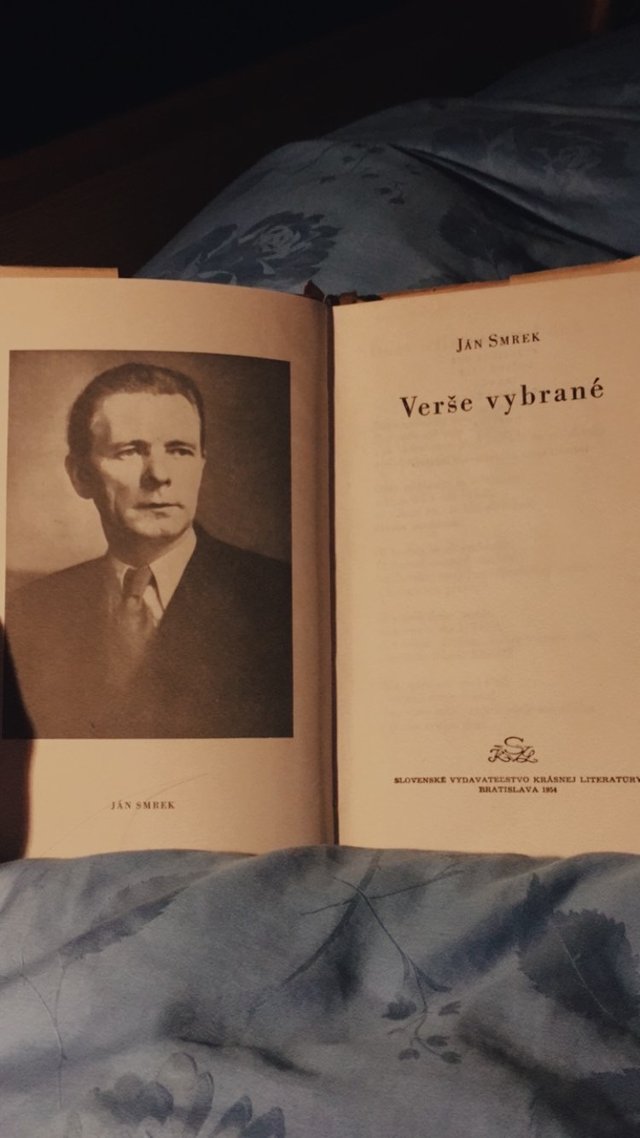 JÁN SMREK
JÁN SMREK
Verše vybrané
SLOVENSKÉ VYDAVATEĽSTVO KRÁSNEJ LITERATÚRY
BRATISLAVA 1954